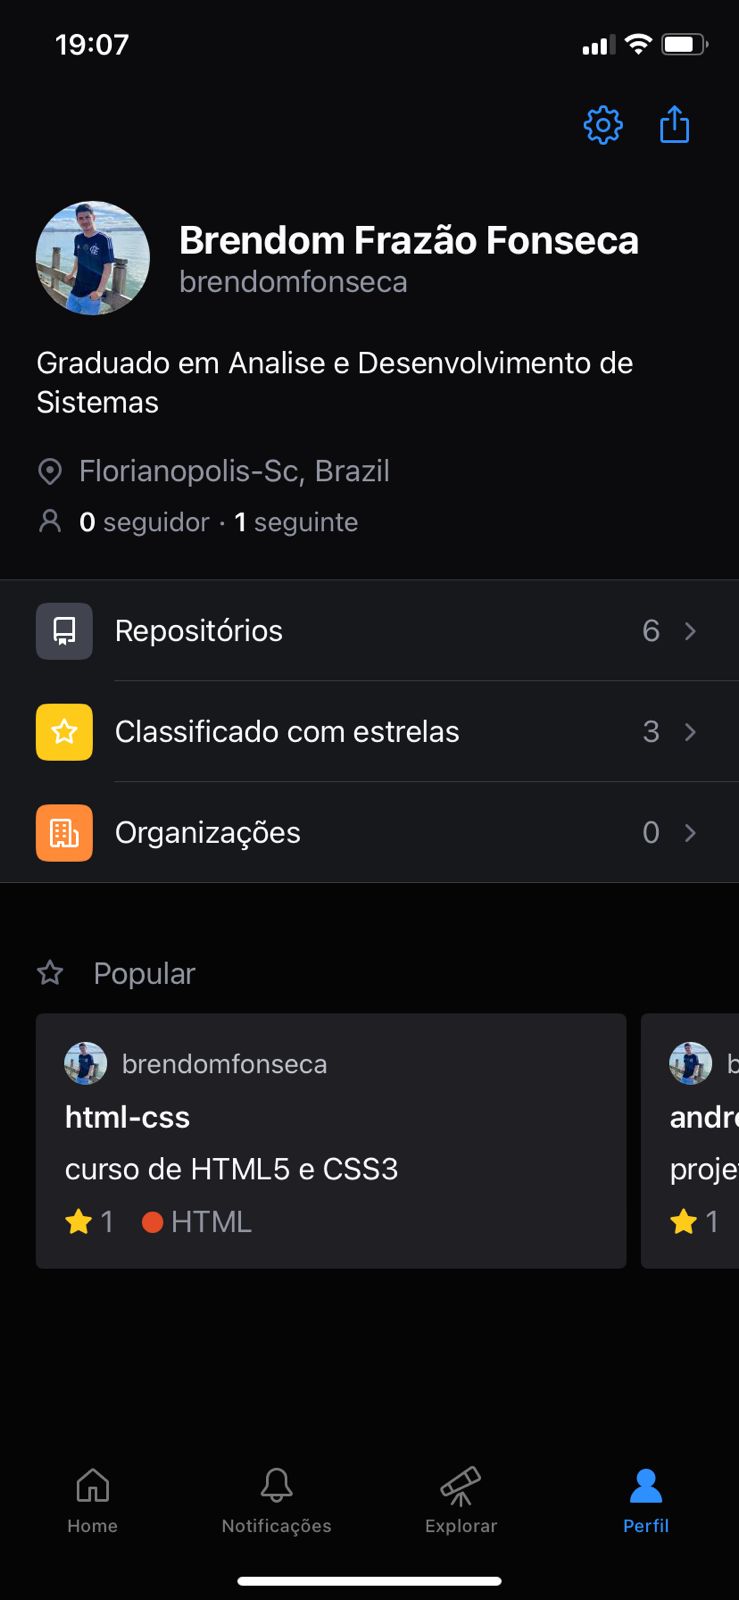 19:07
Brendom Frazão Fonseca
brendomfonseca
Graduado em Analise e Desenvolvimento de
Sistemas
Florianopolis-Sc, Brazil
0 seguidor · 1 seguinte
Repositórios 6
Classificado com estrelas 3
Organizações 0
Popular
brendomfonseca
html-css
curso de HTML5 e CSS3
1 HTML
1
Home Notificações Explorar Perfil